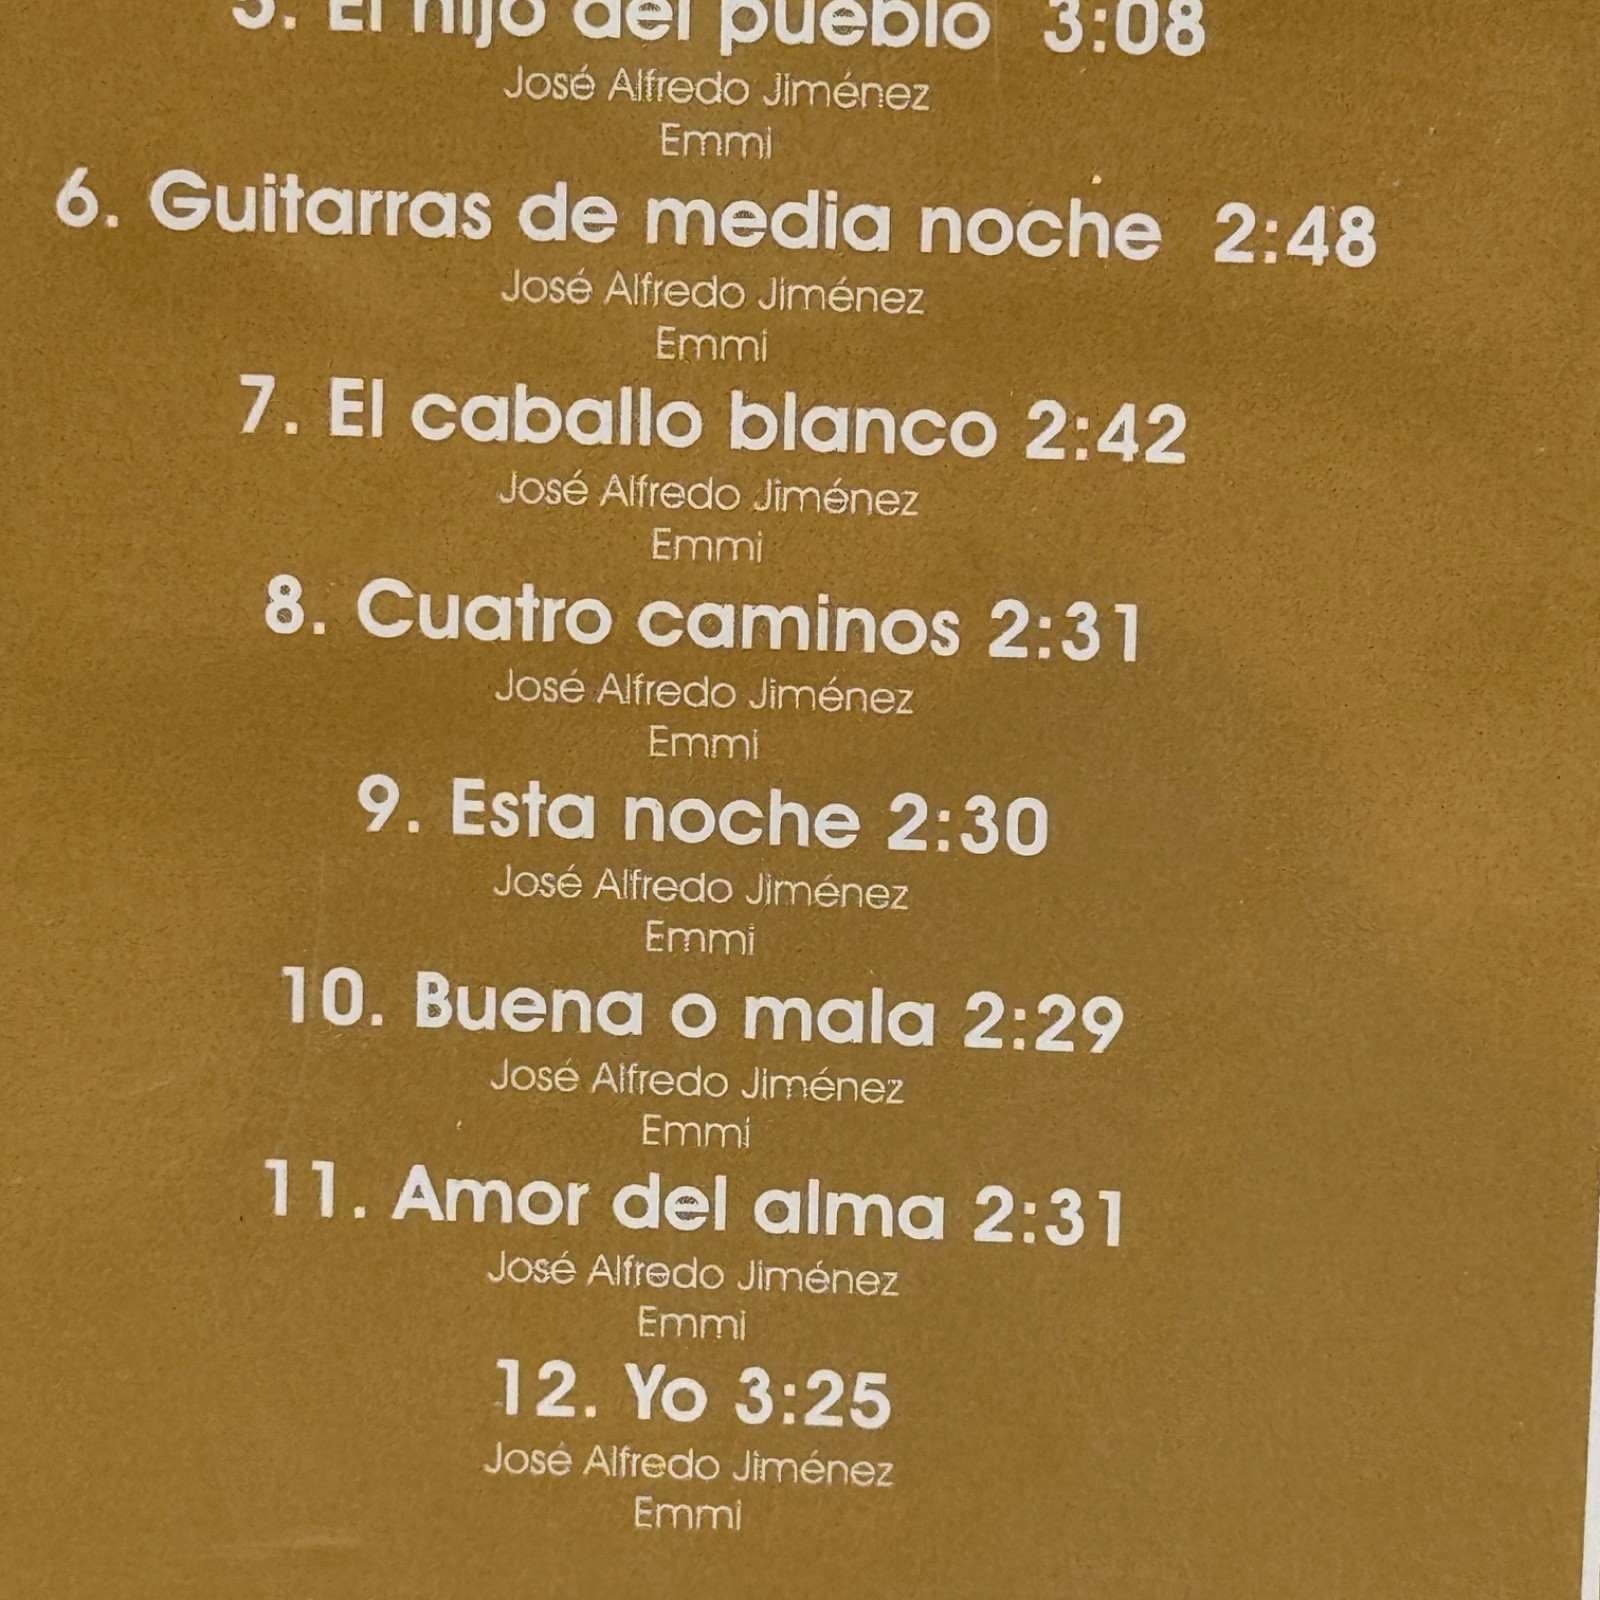 5. El hijo del pueblo 3:08
José Alfredo Jiménez
Emmi
6. Guitarras de media noche 2:48
José Alfredo Jiménez
Emmi
7. El caballo blanco 2:42
José Alfredo Jiménez
Emmi
8. Cuatro caminos 2:31
José Alfredo Jiménez
Emmi
9. Esta noche 2:30
José Alfredo Jiménez
Emmi
10. Buena o mala 2:29
José Alfredo Jiménez
Emmi
11. Amor del alma 2:31
José Alfredo Jiménez
Emmi
12. Yo 3:25
José Alfredo Jiménez
Emmi